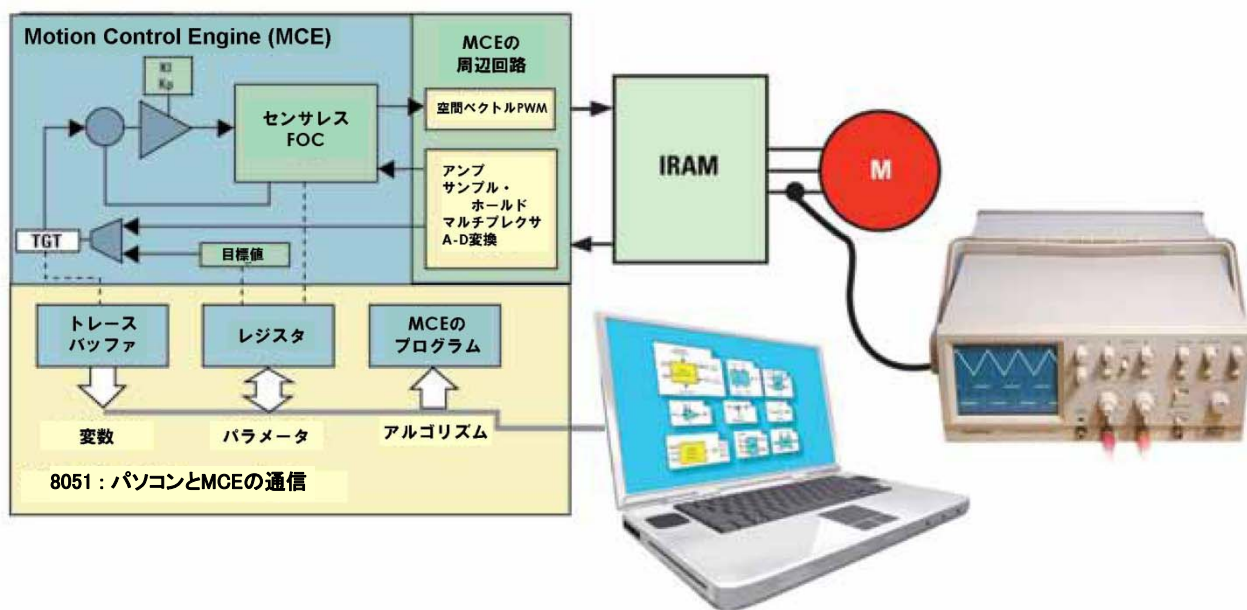 Motion Control Engine (MCE)
KI
Kp
センサレス
FOC
TGT
目標値
MCEの
周辺回路
空間ベクトルPWM
アンプ
サンプル・
ホールド
マルチプレクサ
A-D変換
IRAM
M
トレース
バッファ
レジスタ
MCEの
プログラム
変数
パラメータ
アルゴリズム
8051：パソコンとMCEの通信